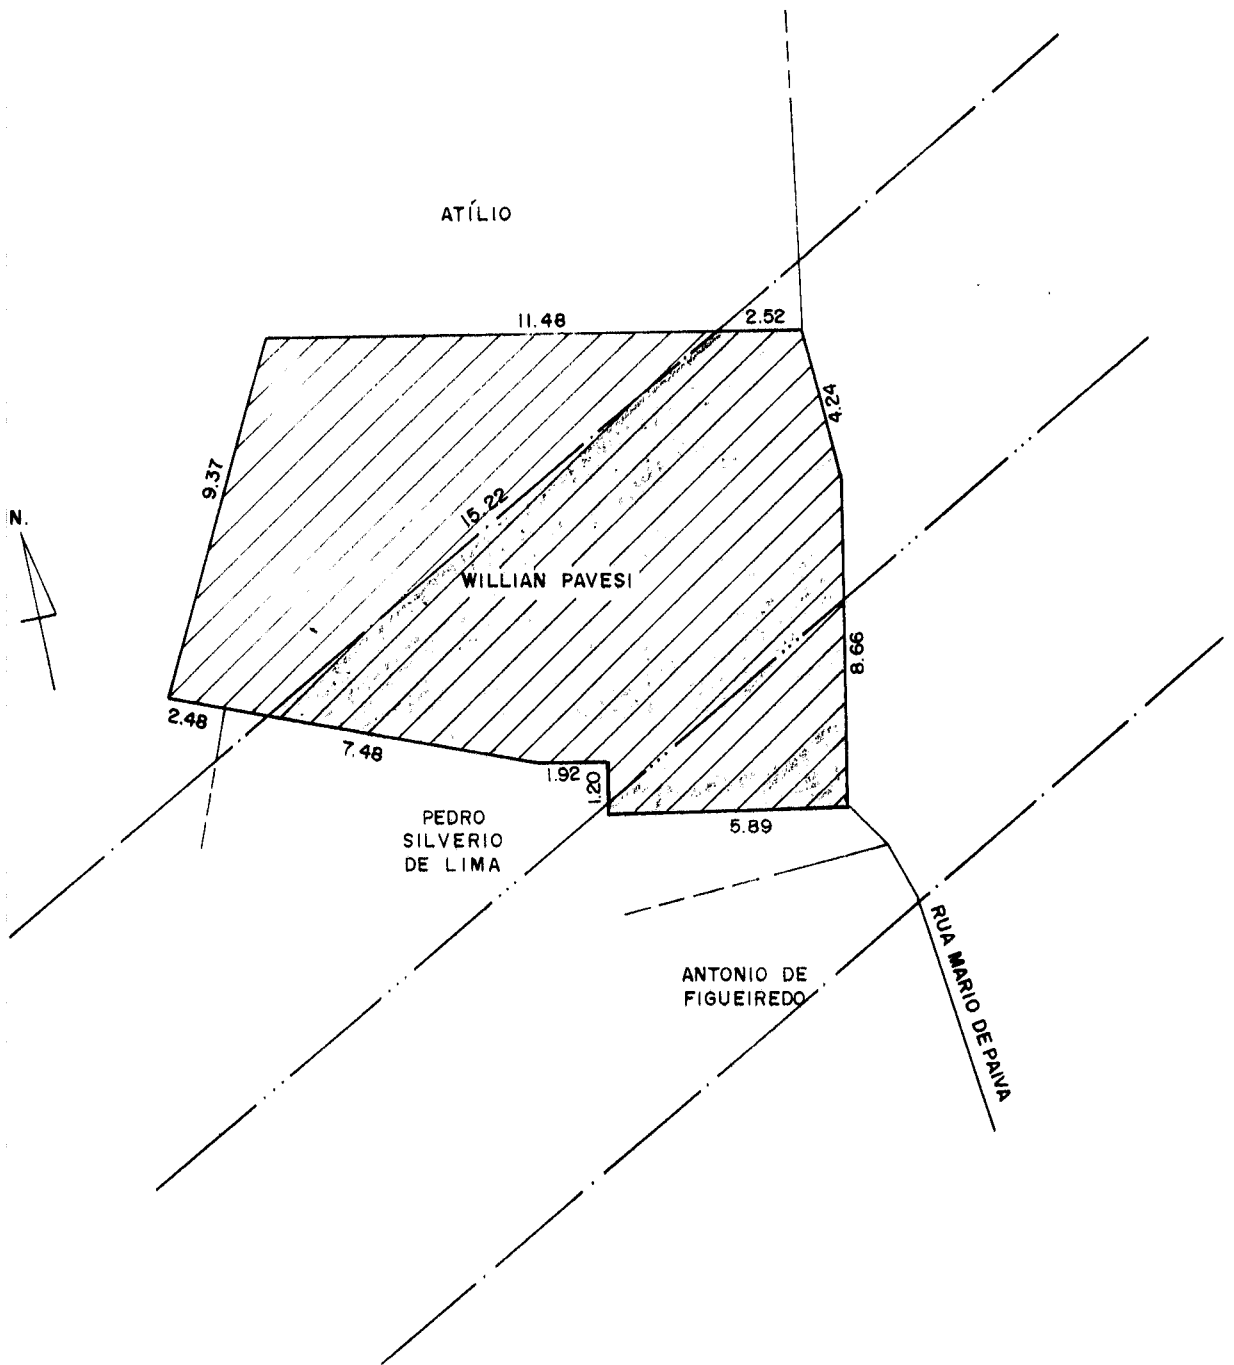 ATÍLIO
11.48
2.52
4.24
9.37
15.22
N.
WILLIAN PAVESI
8.66
2.48
7.48
1.92
1.20
5.89
PEDRO
SILVERIO
DE LIMA
ANTONIO DE
FIGUEIREDO
RUA MARIO DE PAIVA